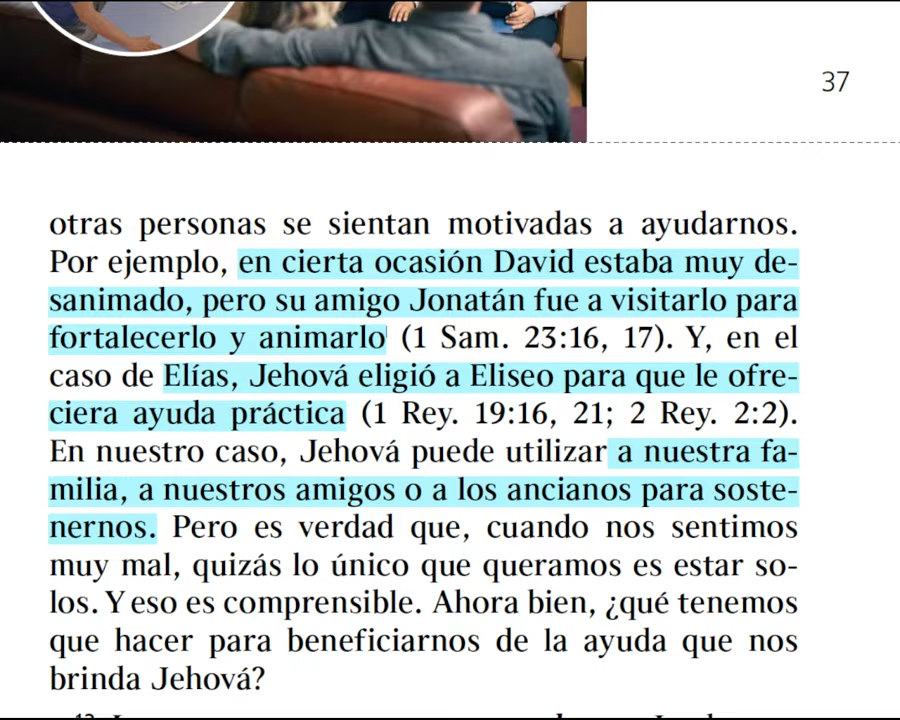 37
otras personas se sientan motivadas a ayudarnos.
Por ejemplo, en cierta ocasión David estaba muy de-
sanimado, pero su amigo Jonatán fue a visitarlo para
fortalecerlo y animarlo (1 Sam. 23:16, 17). Y, en el
caso de Elías, Jehová eligió a Eliseo para que le ofre-
ciera ayuda práctica (1 Rey. 19:16, 21; 2 Rey. 2:2).
En nuestro caso, Jehová puede utilizar a nuestra fa-
milia, a nuestros amigos o a los ancianos para soste-
nernos. Pero es verdad que, cuando nos sentimos
muy mal, quizás lo único que queramos es estar so-
los. Y eso es comprensible. Ahora bien, ¿qué tenemos
que hacer para beneficiarnos de la ayuda que nos
brinda Jehová?